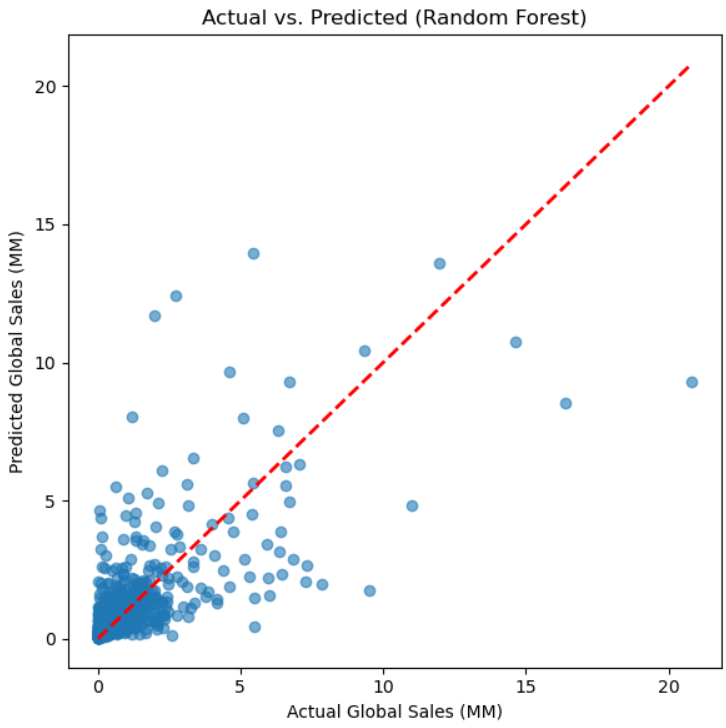 Actual vs. Predicted (Random Forest)
20
15
10
5
0
Predicted Global Sales (MM)
0 5 10 15 20
Actual Global Sales (MM)